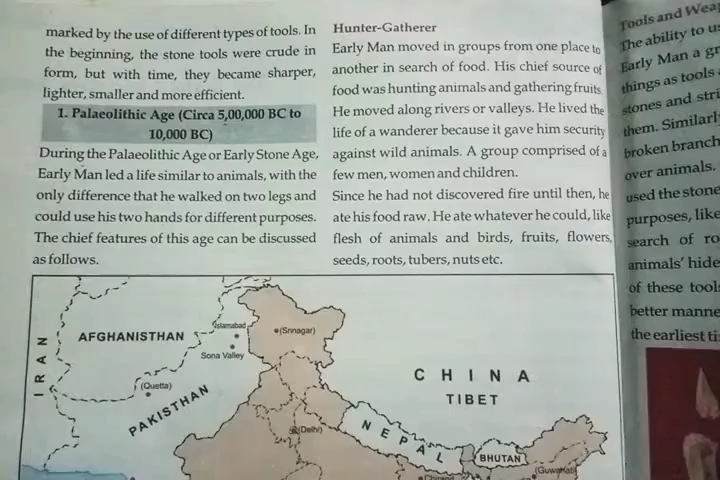 marked by the use of different types of tools. In
the beginning, the stone tools were crude in
form, but with time, they became sharper,
lighter, smaller and more efficient.
1. Palaeolithic Age (Circa 5,00,000 BC to
10,000 BC)
During the Palaeolithic Age or Early Stone Age,
Early Man led a life similar to animals, with the
only difference that he walked on two legs and
could use his two hands for different purposes.
The chief features of this age can be discussed
as follows.
Hunter-Gatherer
Early Man moved in groups from one place to
another in search of food. His chief source of
food was hunting animals and gathering fruits.
He moved along rivers or valleys. He lived the
life of a wanderer because it gave him security
against wild animals. A group comprised of a
few men, women and children.
Since he had not discovered fire until then, he
ate his food raw. He ate whatever he could, like
flesh of animals and birds, fruits, flowers,
seeds, roots, tubers, nuts etc.
Tools and
The ability to
Early Man a
things as tools
stones and
them.
broken branch
over animals.
used the stone
purposes, like
search of
animals' hide
of these
better
the earliest
IRAN
AFGHANISTHAN
Islamabad
(Srinagar)
Sona Valley
(Quetta)
PAKISTHAN
CHINA
TIBET
(Delhi)
NEPAL
BHUTAN
(Guwahati)